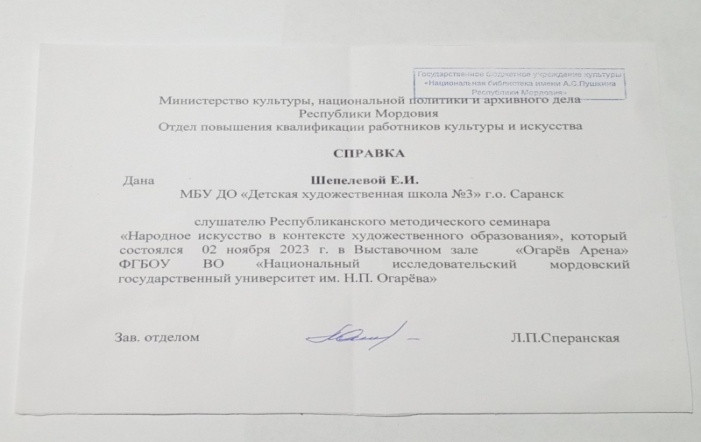 Государственное бюджетное учреждение культуры
«Национальная библиотека имени А.С.Пушкина
Республики Мордовия»
Министерство культуры, национальной политики и архивного дела
Республики Мордовия
Отдел повышения квалификации работников культуры и искусства
СПРАВКА
Дана Шепелевой Е.И.
МБУ ДО «Детская художественная школа №3» г.о. Саранск
слушателю Республиканского методического семинара
«Народное искусство в контексте художественного образования», который
состоялся 02 ноября 2023 г. в Выставочном зале «Огарёв Арена»
ФГБОУ ВО «Национальный исследовательский мордовский
государственный университет им. Н.П. Огарёва»
Зав. отделом Л.П.Сперанская